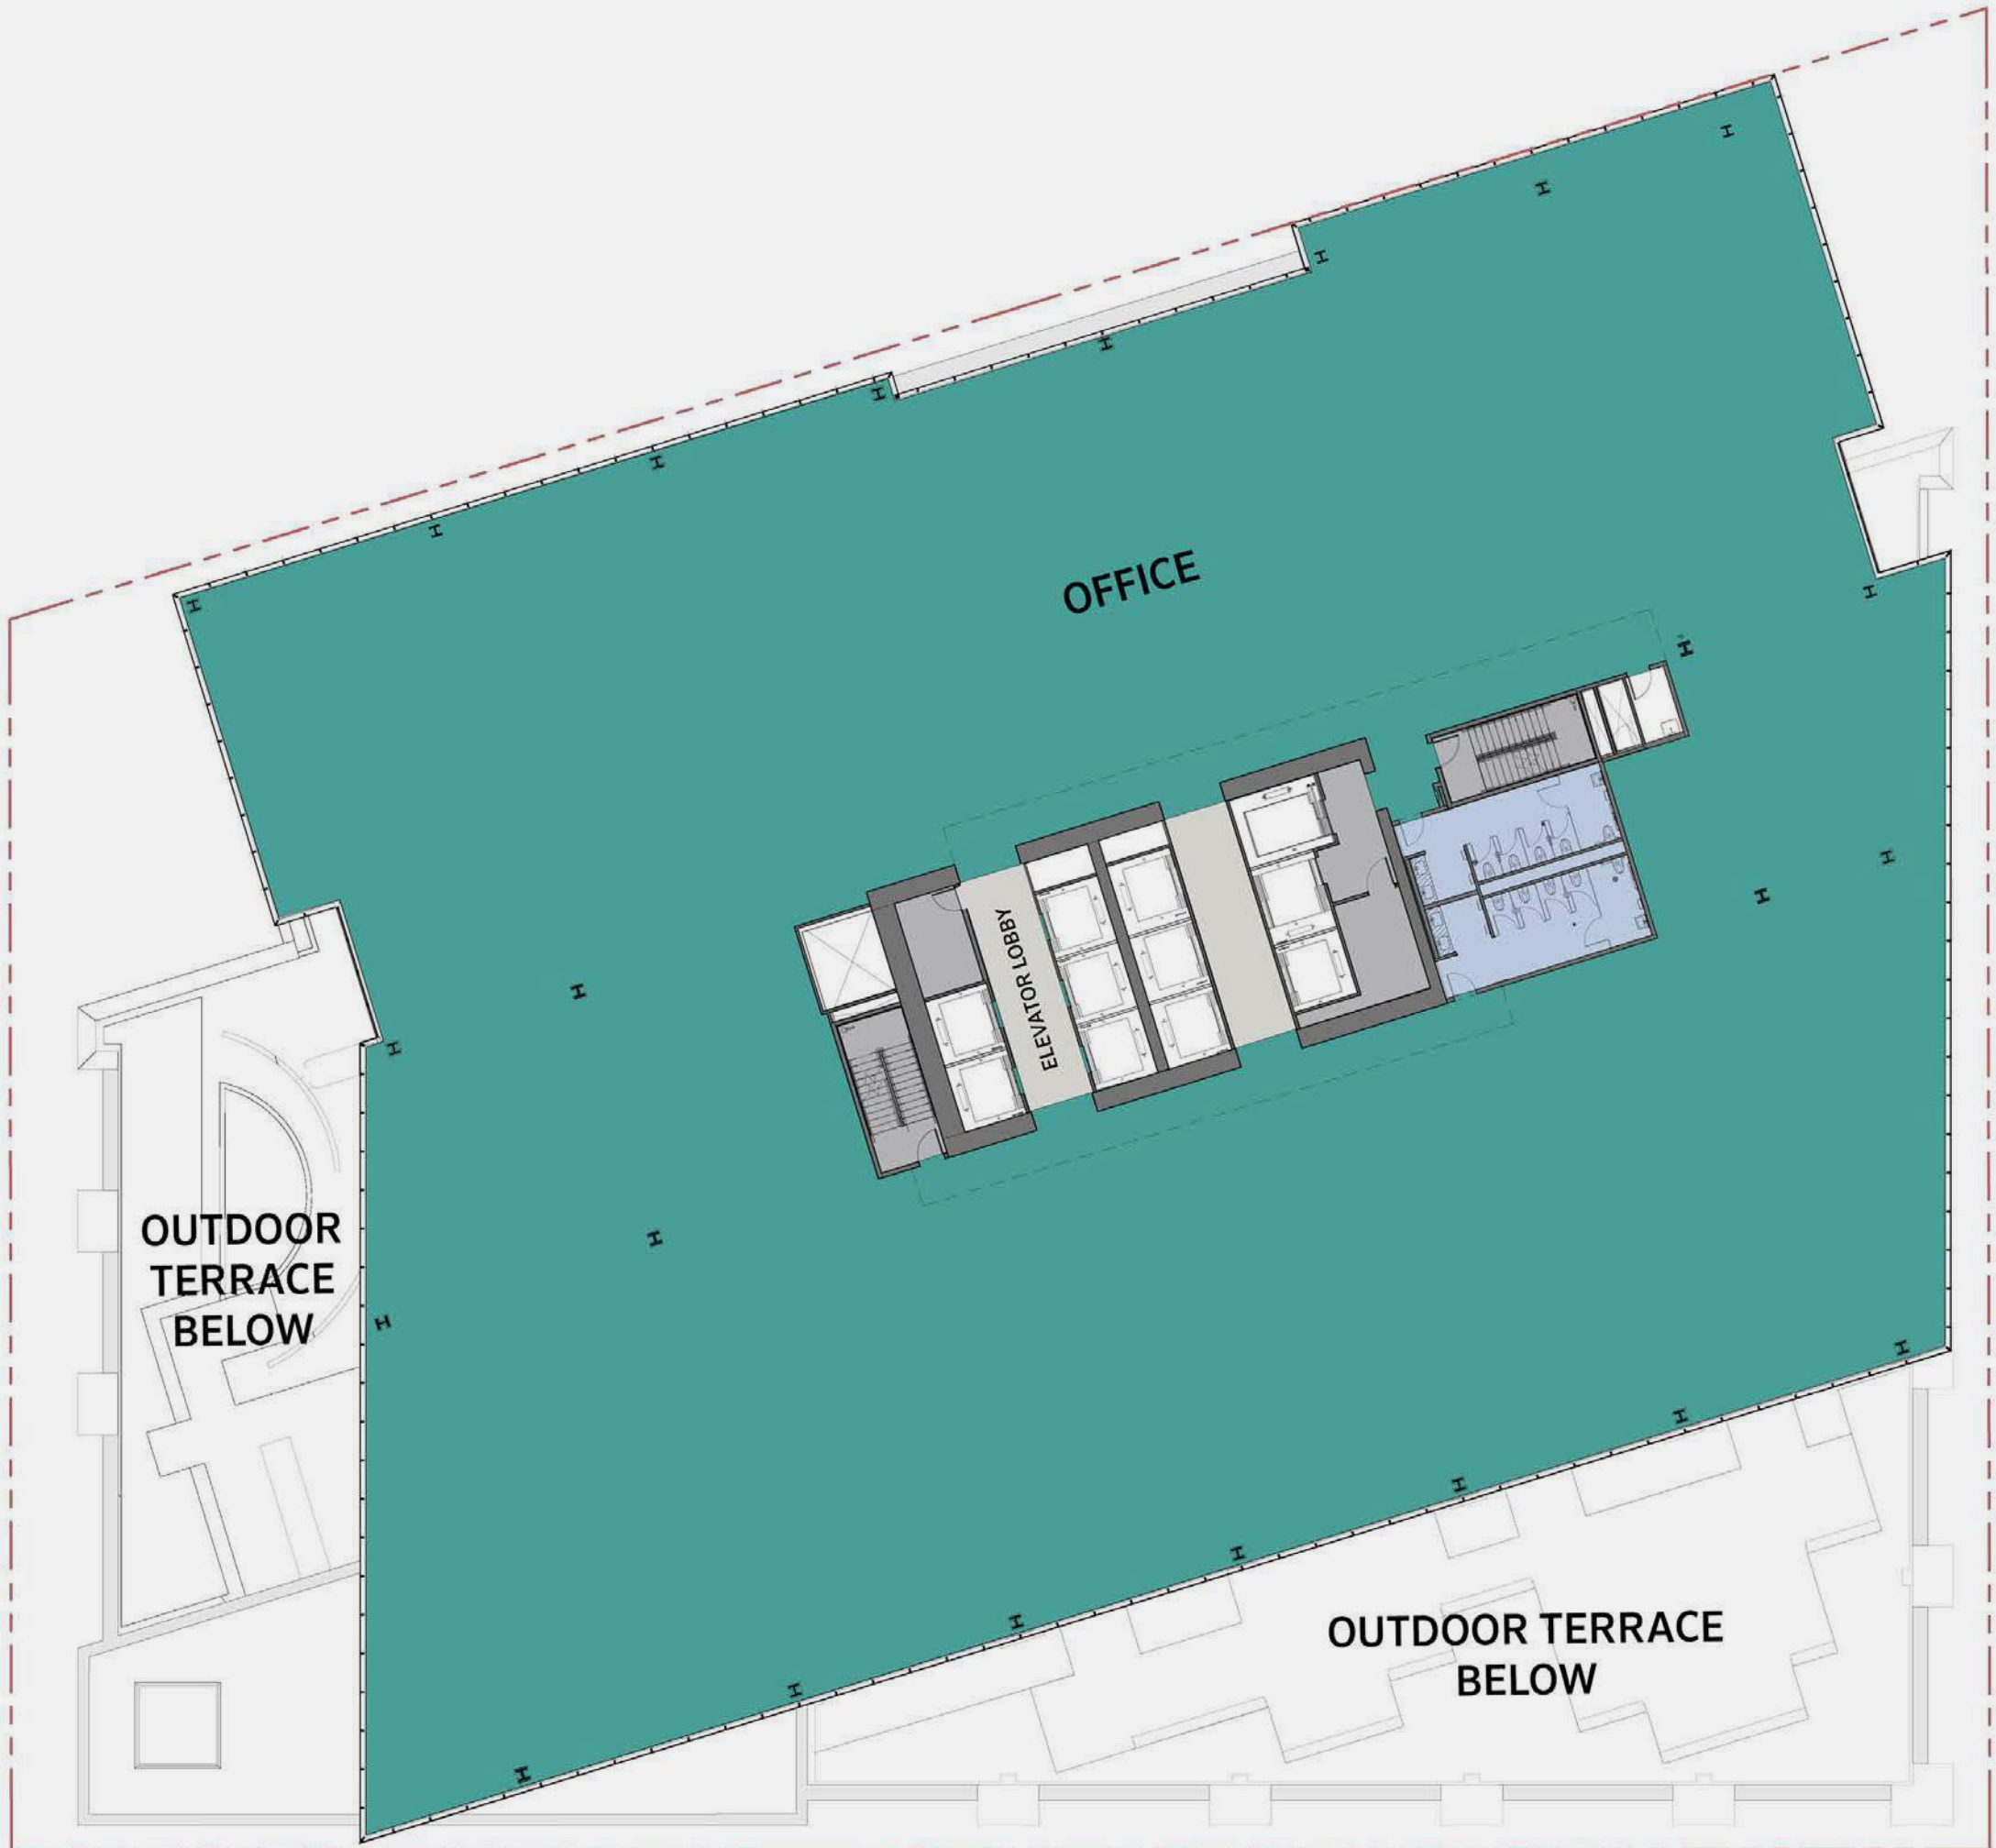 OFFICE
ELEVATOR LOBBY
OUTDOOR
TERRACE
BELOW
OUTDOOR TERRACE
BELOW